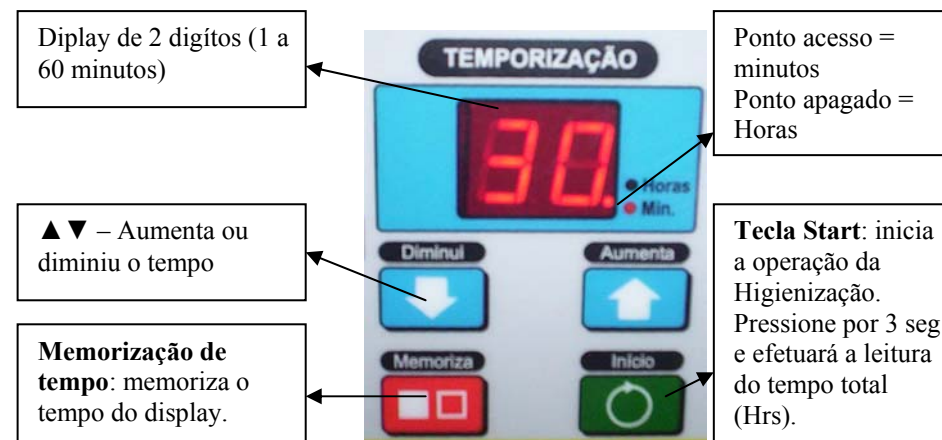 Diplay de 2 digítos (1 a
60 minutos)
TEMPORIZAÇÃO
30.
Horas
Min.
Ponto acesso =
minutos
Ponto apagado =
Horas
▲▼ – Aumenta ou
diminiu o tempo
Diminui
Aumenta
Memorização de
tempo: memoriza o
tempo do display.
Memoriza
Início
Tecla Start: inicia
a operação da
Higienização.
Pressione por 3 seg
e efetuará a leitura
do tempo total
(Hrs).